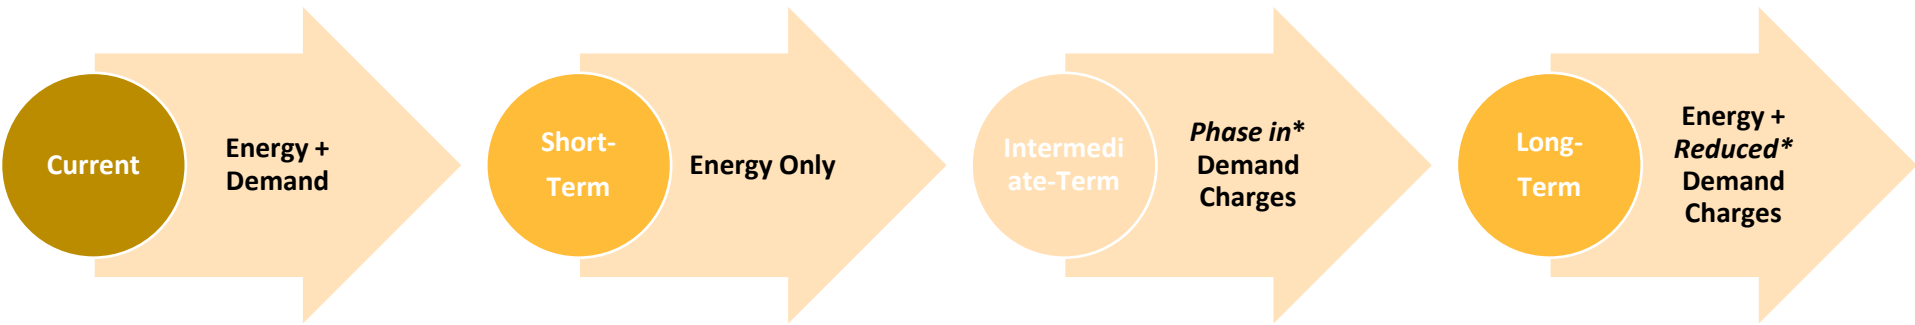 Current
Energy +
Demand
Short-
Term
Energy Only
Intermedi
ate-Term
Phase in*
Demand
Charges
Long-
Term
Energy +
Reduced*
Demand
Charges